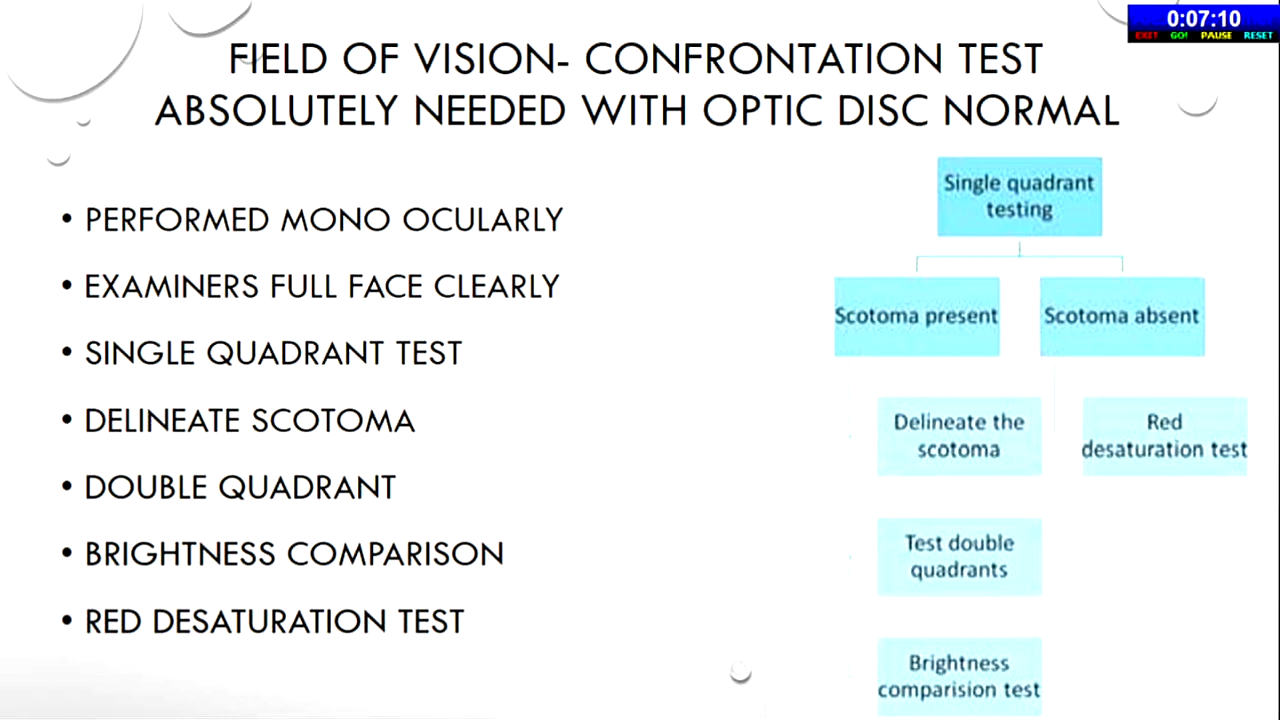 0:07:10
EXIT GO! PAUSE RESET
FIELD OF VISION- CONFRONTATION TEST
ABSOLUTELY NEEDED WITH OPTIC DISC NORMAL
• PERFORMED MONO OCULARLY
• EXAMINERS FULL FACE CLEARLY
• SINGLE QUADRANT TEST
• DELINEATE SCOTOMA
• DOUBLE QUADRANT
• BRIGHTNESS COMPARISON
• RED DESATURATION TEST
Single quadrant
testing
Scotoma present
Scotoma absent
Delineate the
scotoma
Red
desaturation test
Test double
quadrants
Brightness
comparision test